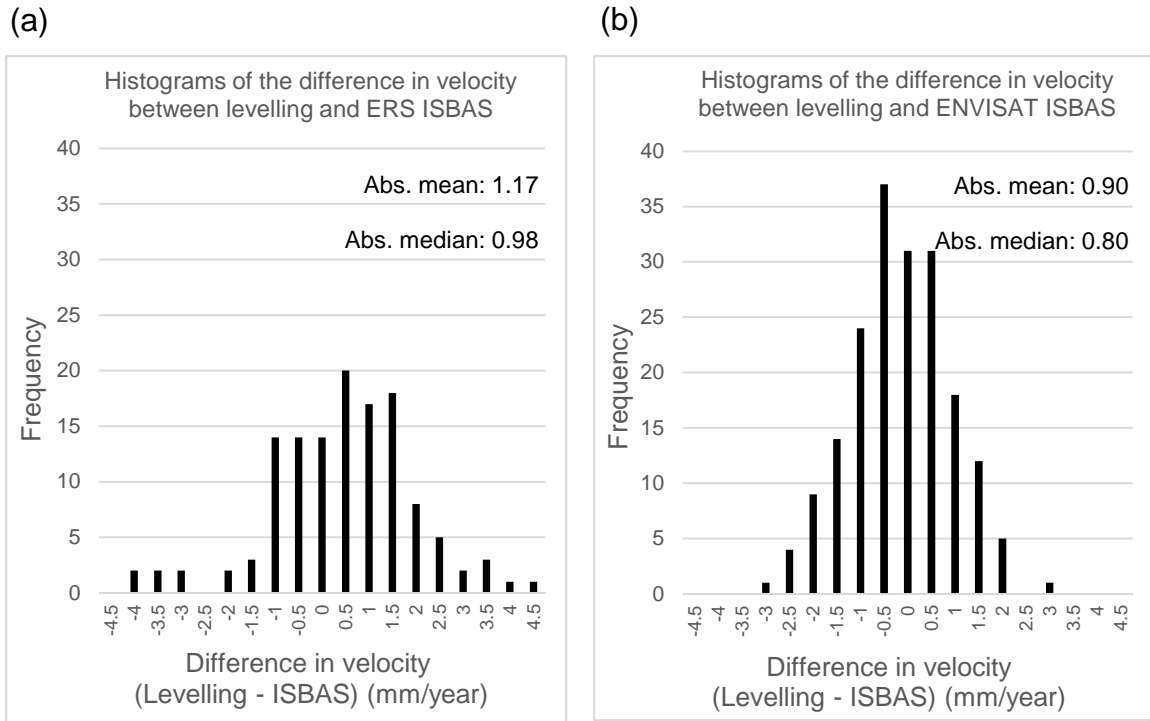 (a)
Histograms of the difference in velocity
between levelling and ERS ISBAS
40
35
30
25
20
15
10
5
0
Frequency
Abs. mean: 1.17
Abs. median: 0.98
-4.5 -4 -3.5 -3 -2.5 -2 -1.5 -1 -0.5 0 0.5 1 1.5 2 2.5 3 3.5 4 4.5
Difference in velocity
(Levelling - ISBAS) (mm/year)
(b)
Histograms of the difference in velocity
between levelling and ENVISAT ISBAS
40
35
30
25
20
15
10
5
0
Frequency
Abs. mean: 0.90
Abs. median: 0.80
-4.5 -4 -3.5 -3 -2.5 -2 -1.5 -1 -0.5 0 0.5 1 1.5 2 2.5 3 3.5 4 4.5
Difference in velocity
(Levelling - ISBAS) (mm/year)